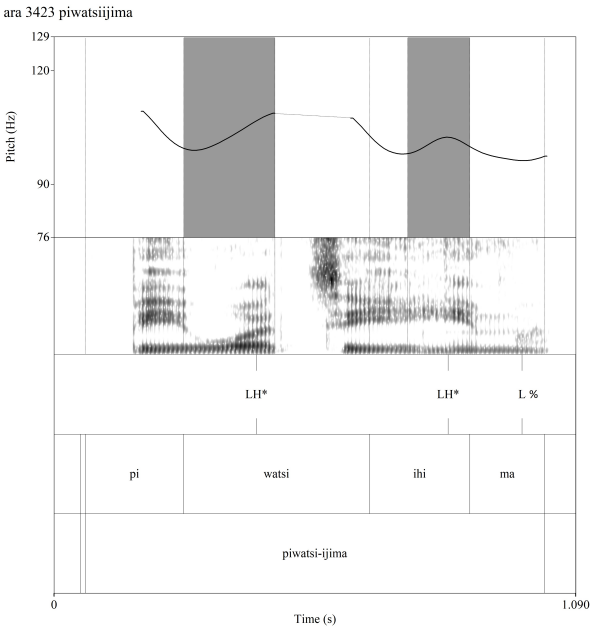 ara 3423 piwatsiijima
129
120
Pitch (Hz)
90
76
LH* LH* L %
pi watsi ihi ma
piwatsi-ijima
0 1.090
Time (s)